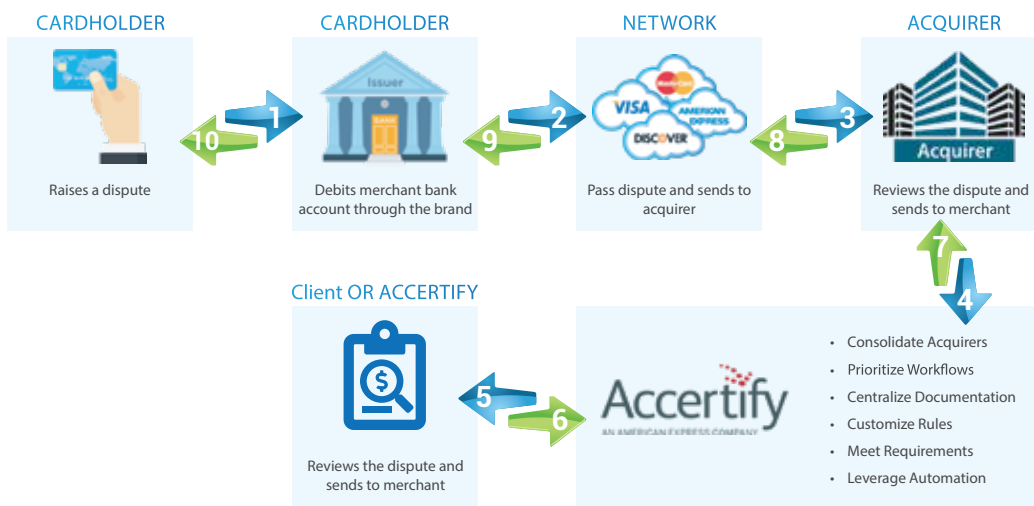 CARDHOLDER
Raises a dispute
1
10
CARDHOLDER
Issuer
BANK
Debits merchant bank
account through the brand
2
9
NETWORK
MasterCard
VISA
AMERICAN
EXPRESS
DISCOVER
Pass dispute and sends to
acquirer
3
8
ACQUIRER
Acquirer
Reviews the dispute and
sends to merchant
7
4
Client OR ACCERTIFY
$
Reviews the dispute and
sends to merchant
5
6
Accertify
AN AMERICAN EXPRESS COMPANY
• Consolidate Acquirers
• Prioritize Workflows
• Centralize Documentation
• Customize Rules
• Meet Requirements
• Leverage Automation